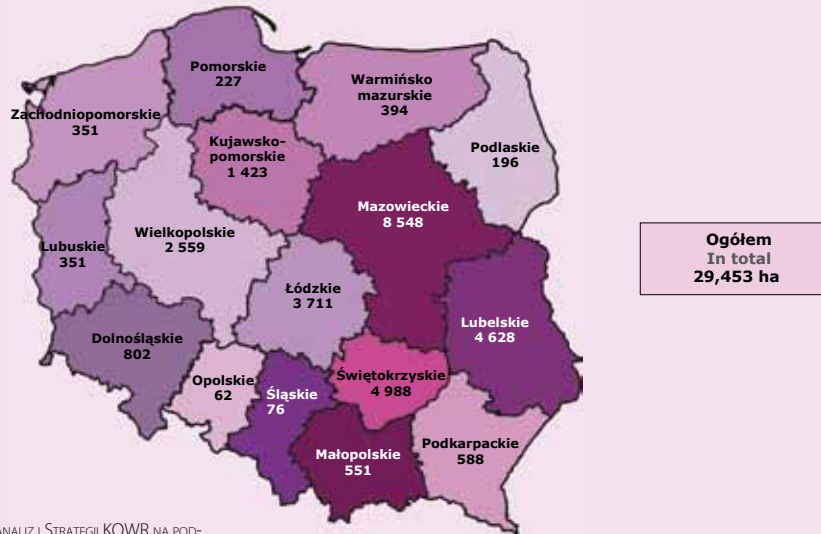 Pomorskie
227
Warmińsko
mazurskie
394
Zachodniopomorskie
351
Kujawsko-
pomorskie
1 423
Podlaskie
196
Mazowieckie
8 548
Wielkopolskie
2 559
Lubuskie
351
Ogółem
In total
29,453 ha
Łódzkie
3 711
Lubelskie
4 628
Dolnośląskie
802
Opolskie
62
Śląskie
76
Świętokrzyskie
4 988
Małopolskie
551
Podkarpackie
588
ANALIZ I STRATEGII KOWR NA POD-